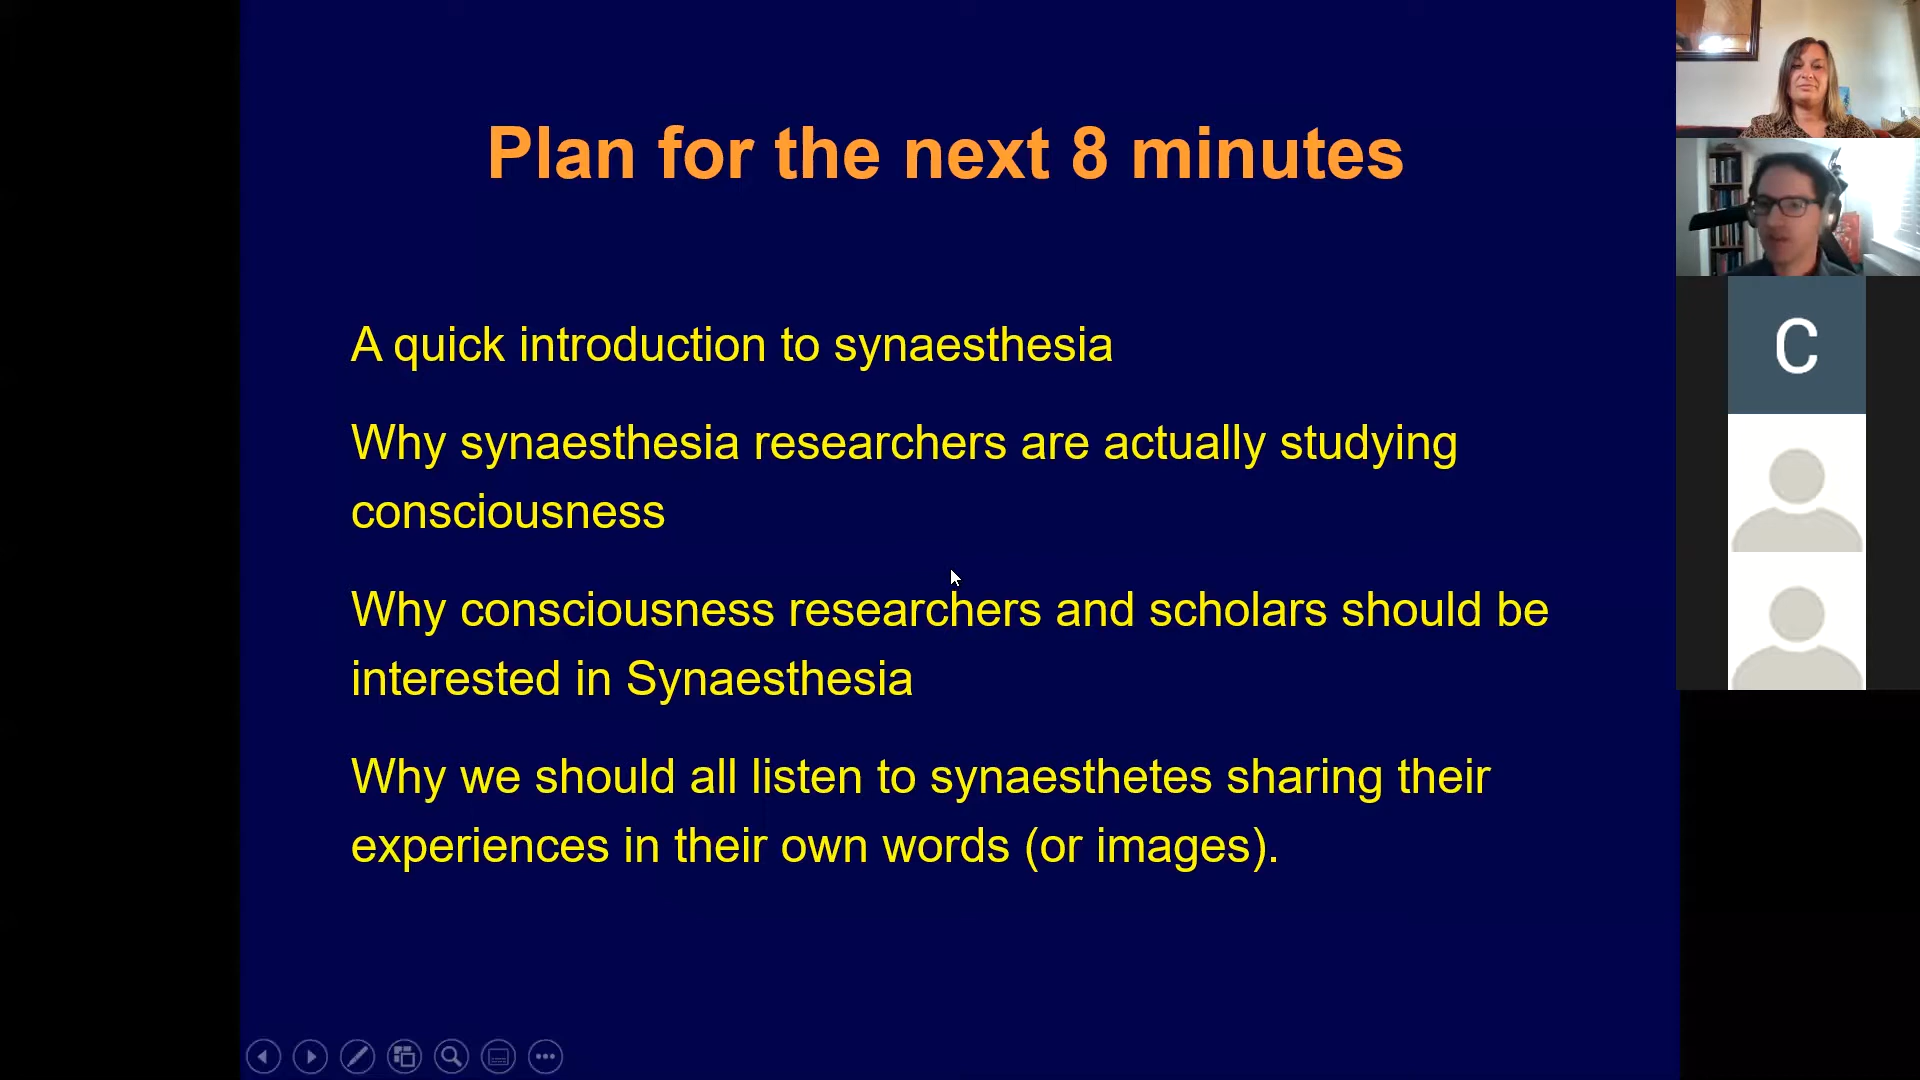 Plan for the next 8 minutes
A quick introduction to synaesthesia
Why synaesthesia researchers are actually studying
consciousness
Why consciousness researchers and scholars should be
interested in Synaesthesia
Why we should all listen to synaesthetes sharing their
experiences in their own words (or images).
C